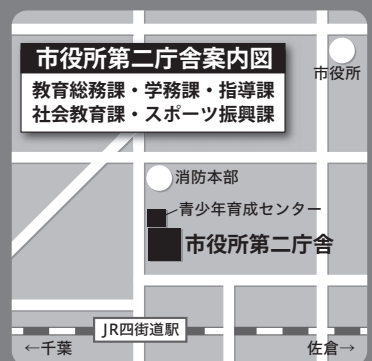 市役所第二庁舎案内図
教育総務課・学務課・指導課
社会教育課・スポーツ振興課
市役所
消防本部
青少年育成センター
市役所第二庁舎
JR四街道駅
←千葉
佐倉→